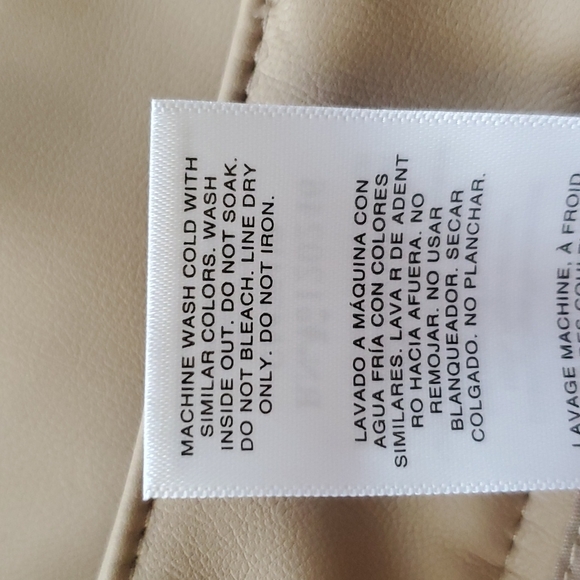 MACHINE WASH COLD WITH
SIMILAR COLORS. WASH
INSIDE OUT. DO NOT SOAK.
DO NOT BLEACH. LINE DRY
ONLY. DO NOT IRON.
LAVADO A MÁQUINA CON
AGUA FRÍA CON COLORES
SIMILARES. LAVA R DE ADENT
RO HACIA AFUERA. NO
REMOJAR. NO USAR
BLANQUEADOR. SECAR
COLGADO. NO PLANCHAR.
LAVAGE MACHINE, À FROID